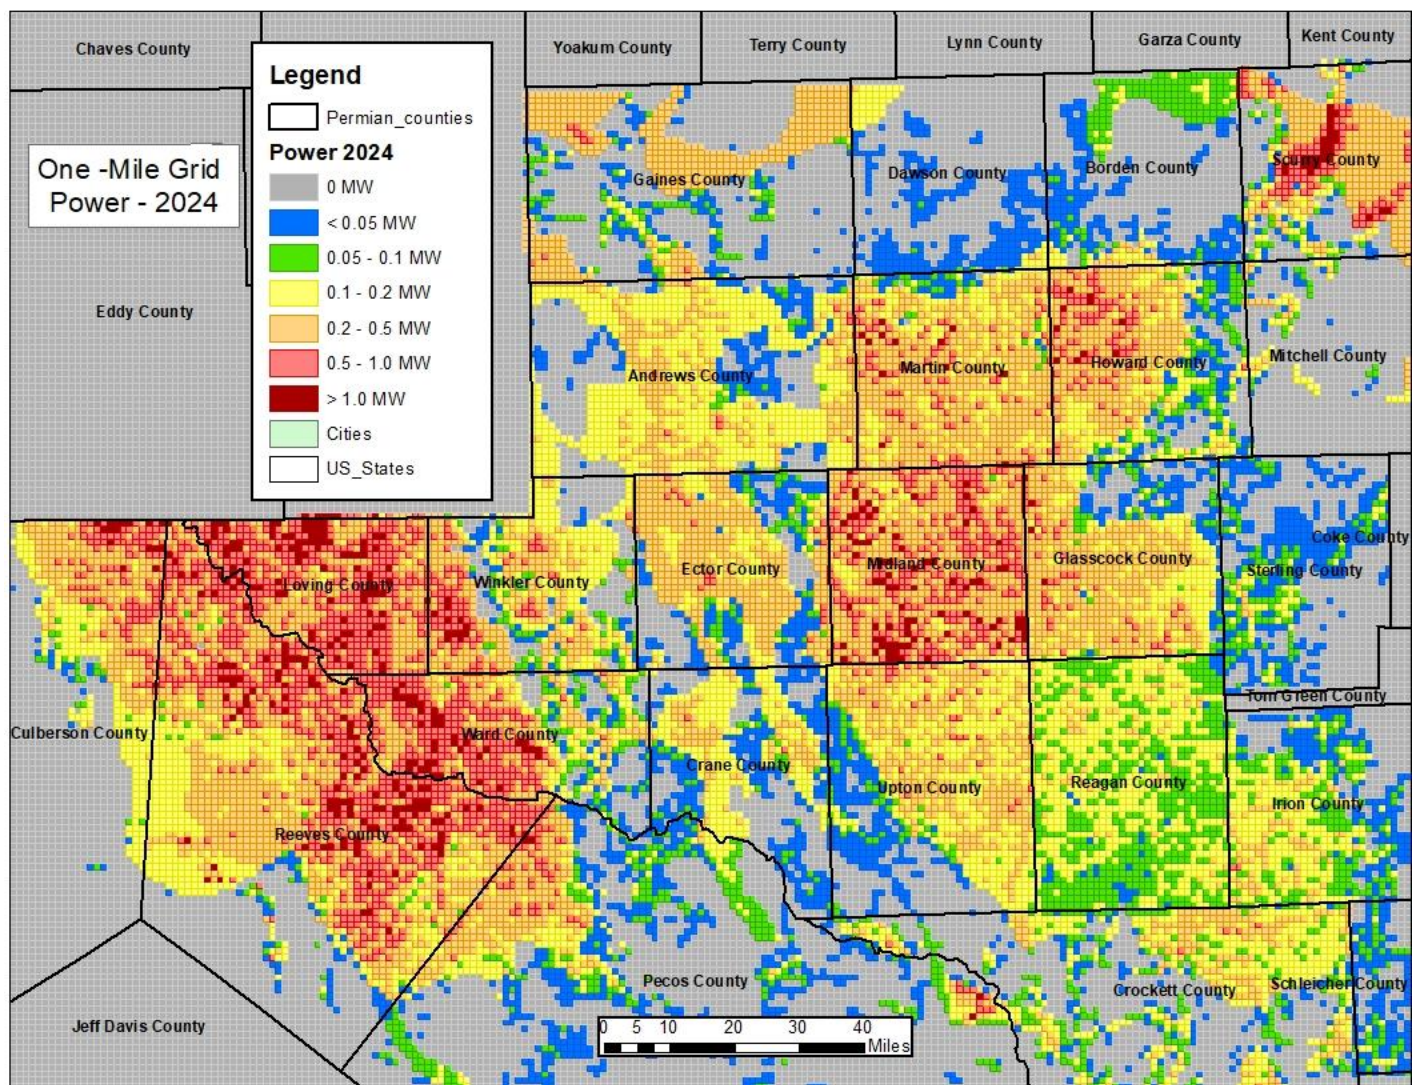 Chaves County
Yoakum County
Terry County
Lynn County
Garza County
Kent County
Legend
Permian_counties
Power 2024
0 MW
< 0.05 MW
0.05 - 0.1 MW
0.1 - 0.2 MW
0.2 - 0.5 MW
0.5 - 1.0 MW
> 1.0 MW
Cities
US_States
One -Mile Grid
Power - 2024
Gaines County
Dawson County
Borden County
Scurry County
Eddy County
Andrews County
Martin County
Howard County
Mitchell County
Loving County
Winkler County
Ector County
Midland County
Glasscock County
Coke County
Sterling County
Tom Green County
Culberson County
Ward County
Crane County
Upton County
Reagan County
Irion County
Reeves County
Pecos County
Crockett County
Schleicher County
Jeff Davis County
0 5 10 20 30 40
Miles